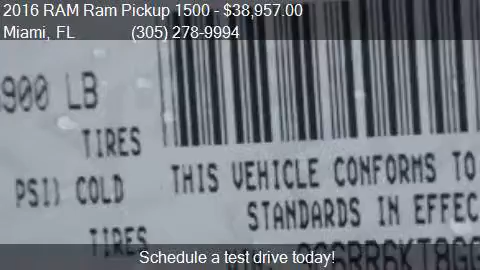 2016 RAM Ram Pickup 1500 - $38,957.00
Miami, FL (305) 278-9994
900 LB
TIRES
PSI) COLD
THIS VEHICLE CONFORMS TO
STANDARDS IN EFFEC
TIRES
Schedule a test drive today!